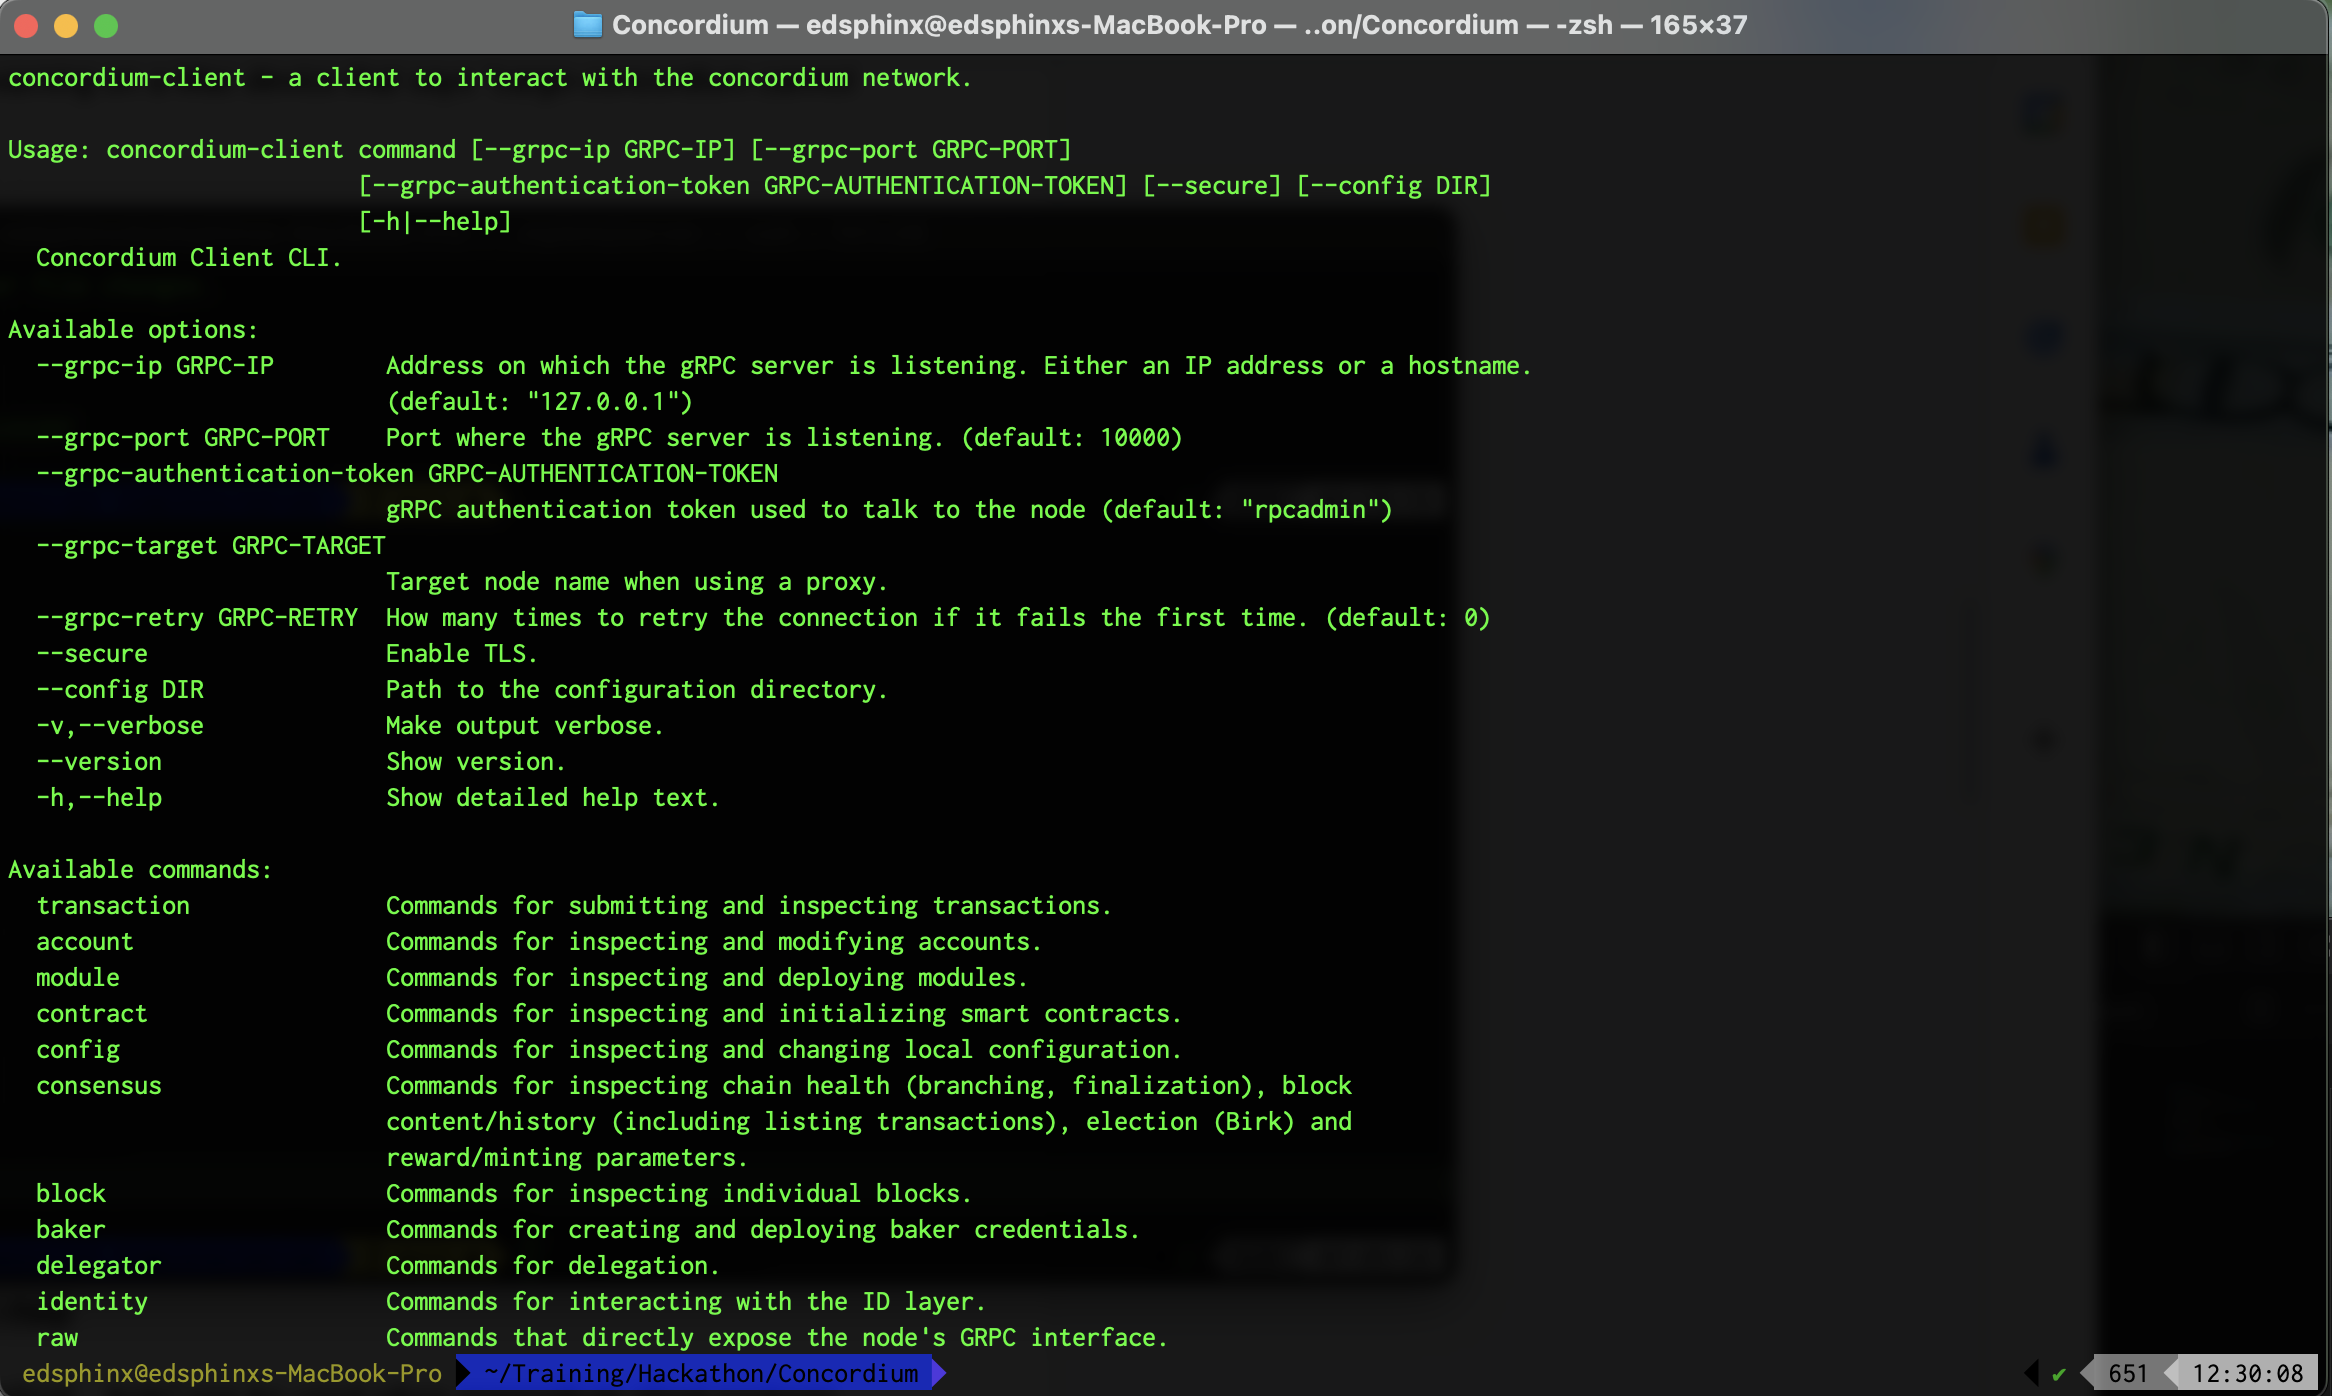 Concordium — edsphinx@edsphinxs-MacBook-Pro — ..on/Concordium — -zsh — 165×37
concordium-client - a client to interact with the concordium network.
Usage: concordium-client command [--grpc-ip GRPC-IP] [--grpc-port GRPC-PORT]
[--grpc-authentication-token GRPC-AUTHENTICATION-TOKEN] [--secure] [--config DIR]
[-h|--help]
Concordium Client CLI.
Available options:
--grpc-ip GRPC-IP Address on which the gRPC server is listening. Either an IP address or a hostname.
(default: "127.0.0.1")
--grpc-port GRPC-PORT Port where the gRPC server is listening. (default: 10000)
--grpc-authentication-token GRPC-AUTHENTICATION-TOKEN
gRPC authentication token used to talk to the node (default: "rpcadmin")
--grpc-target GRPC-TARGET
Target node name when using a proxy.
--grpc-retry GRPC-RETRY How many times to retry the connection if it fails the first time. (default: 0)
--secure Enable TLS.
--config DIR Path to the configuration directory.
-v,--verbose Make output verbose.
--version Show version.
-h,--help Show detailed help text.
Available commands:
transaction Commands for submitting and inspecting transactions.
account Commands for inspecting and modifying accounts.
module Commands for inspecting and deploying modules.
contract Commands for inspecting and initializing smart contracts.
config Commands for inspecting and changing local configuration.
consensus Commands for inspecting chain health (branching, finalization), block
content/history (including listing transactions), election (Birk) and
reward/minting parameters.
block Commands for inspecting individual blocks.
baker Commands for creating and deploying baker credentials.
delegator Commands for delegation.
identity Commands for interacting with the ID layer.
raw Commands that directly expose the node's GRPC interface.
edsphinx@edsphinxs-MacBook-Pro ~/Training/Hackathon/Concordium ✔ 651 12:30:08